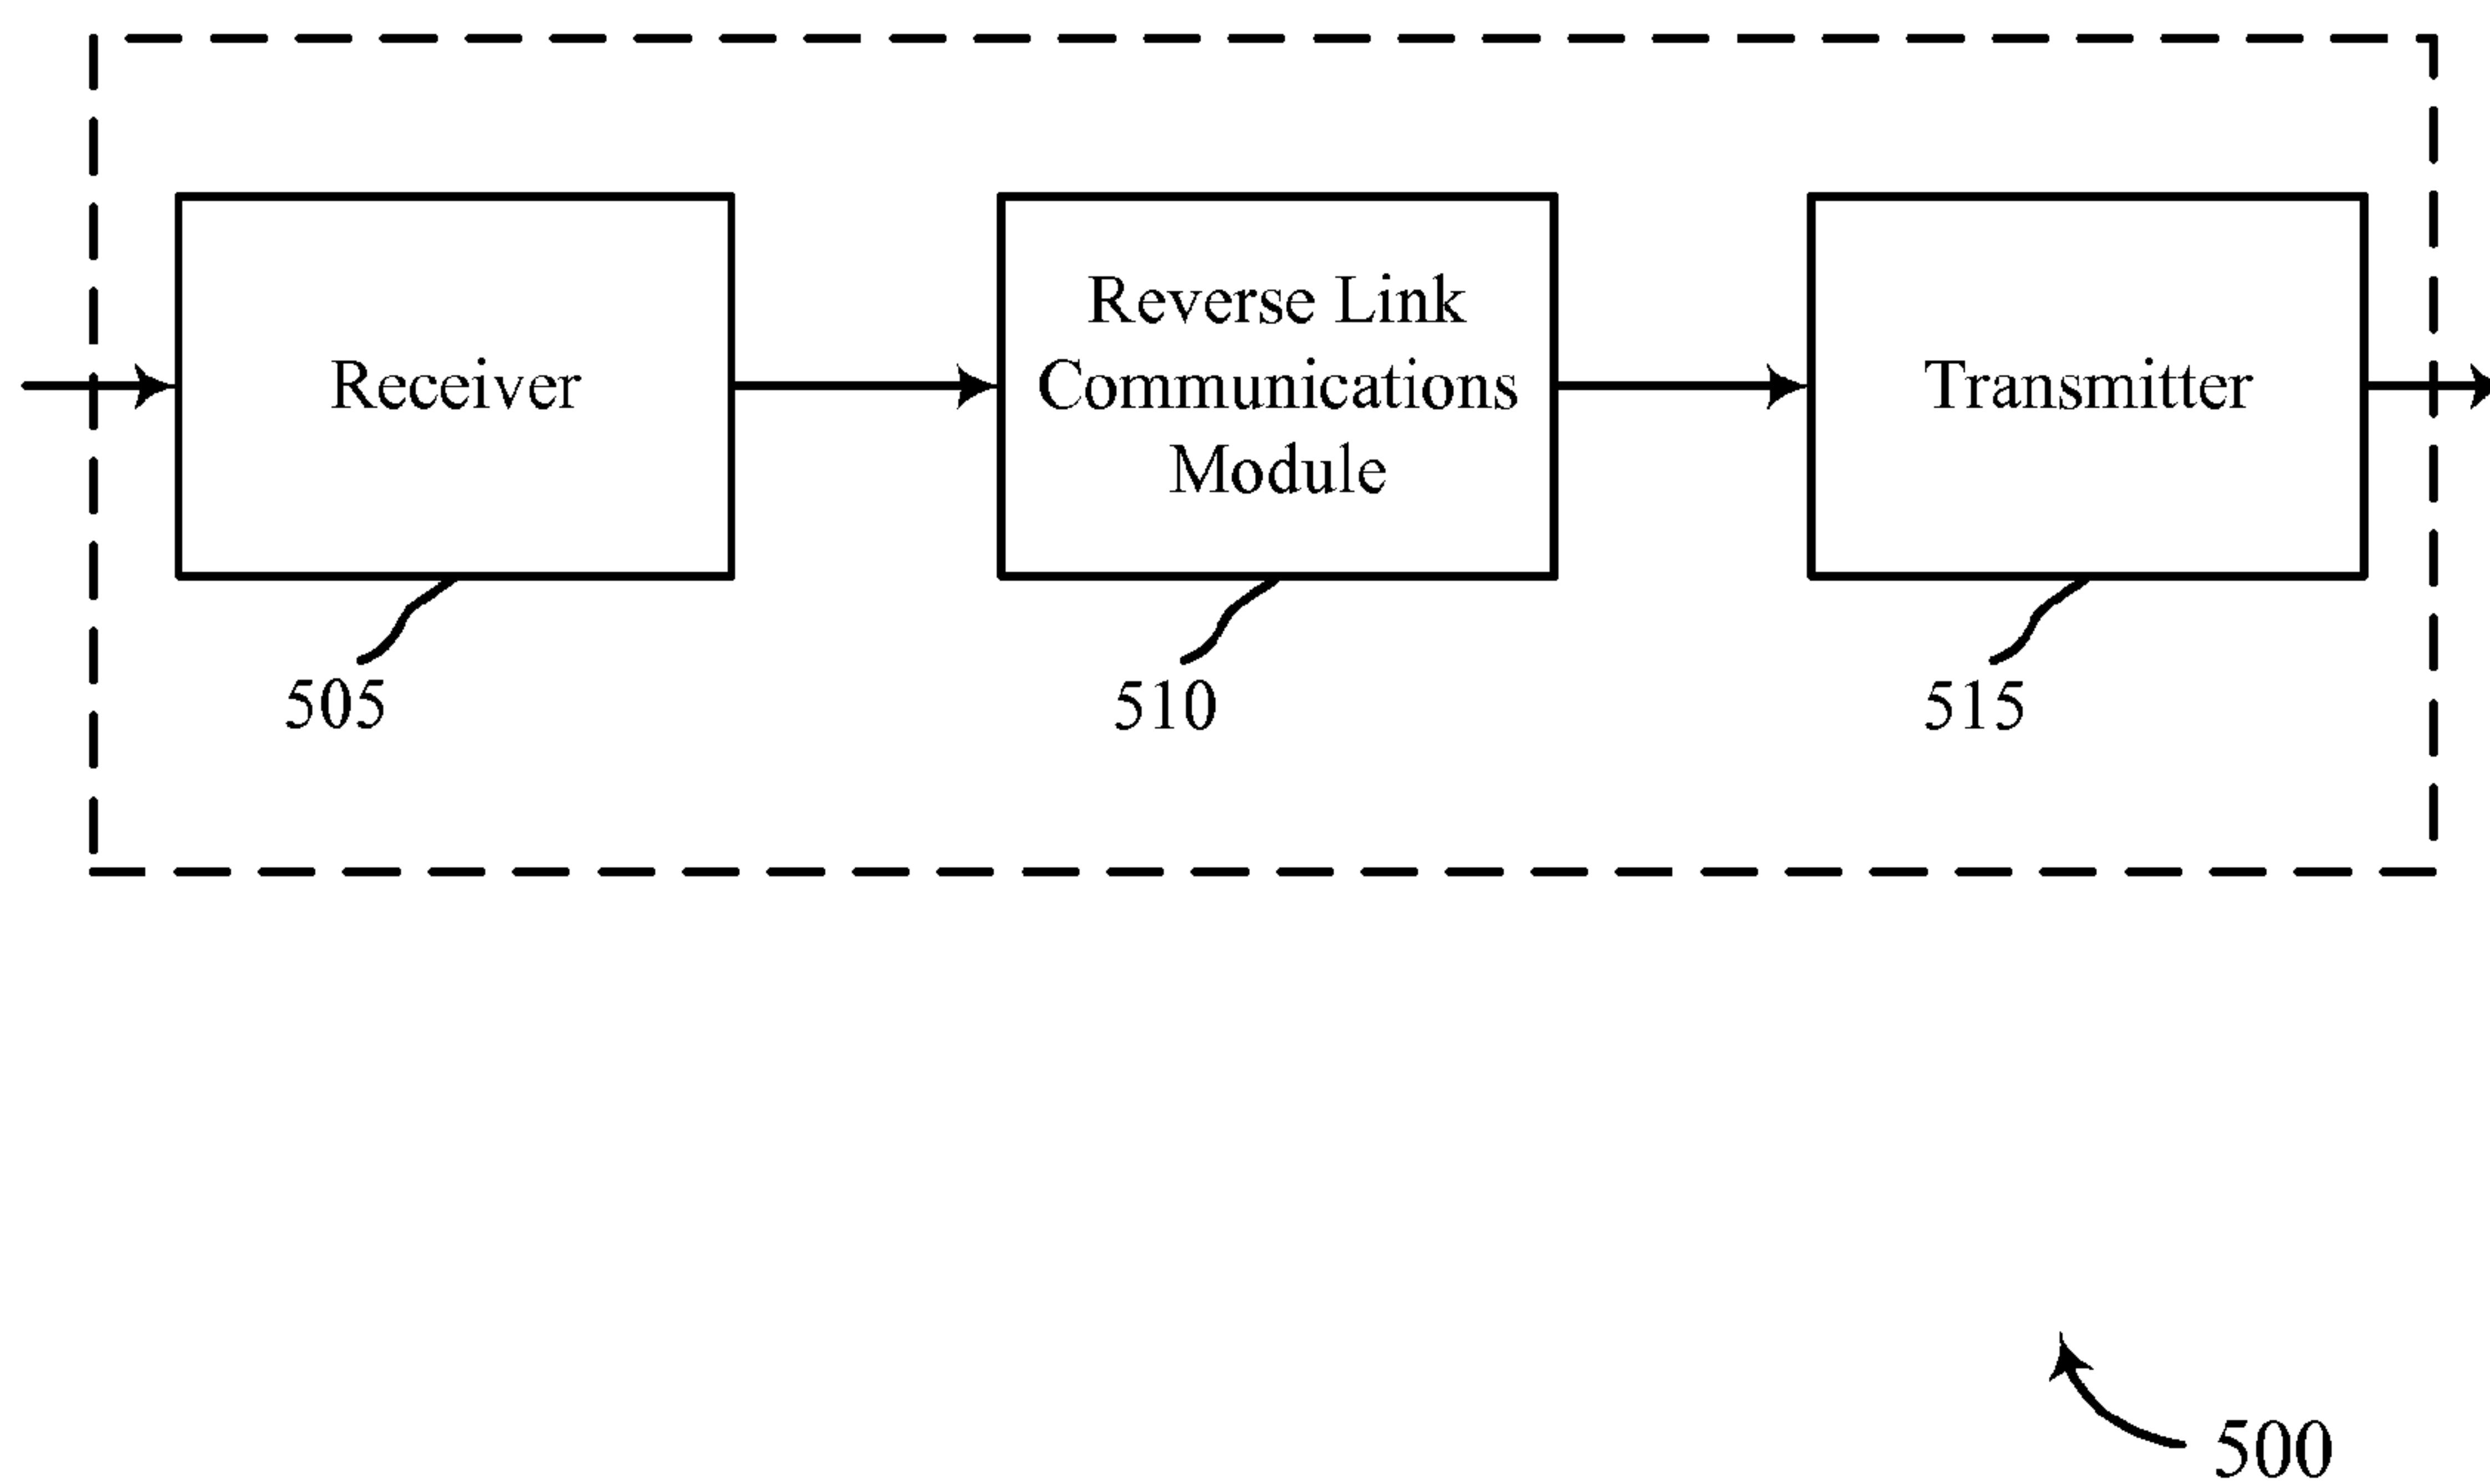 Receiver
Reverse Link
Communications
Module
Transmitter
505
510
515
500